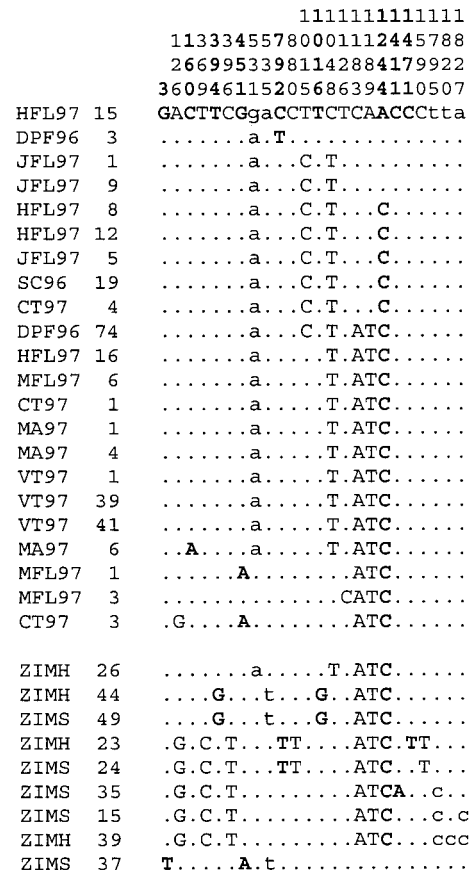 1111111111111
11333455780001112445788
26699533981142884179922
360946115205686394110507
HFL97 15 GACTTCGgaCCTTCTCAACCCtta
DPF96 3 .......a.T..............
JFL97 1 .......a...C.T..........
JFL97 9 .......a...C.T..........
HFL97 8 .......a...C.T...C......
HFL97 12 .......a...C.T...C......
JFL97 5 .......a...C.T...C......
SC96 19 .......a...C.T...C......
CT97 4 .......a...C.T...C......
DPF96 74 .......a...C.T.ATC......
HFL97 16 .......a.....T.ATC......
MFL97 6 .......a.....T.ATC......
CT97 1 .......a.....T.ATC......
MA97 1 .......a.....T.ATC......
MA97 4 .......a.....T.ATC......
VT97 1 .......a.....T.ATC......
VT97 39 .......a.....T.ATC......
VT97 41 .......a.....T.ATC......
MA97 6 ..A....a.....T.ATC......
MFL97 1 ......A........ATC......
MFL97 3 ..............CATC......
CT97 3 .G....A........ATC......
ZIMH 26 .......a.....T.ATC......
ZIMH 44 ....G...t...G..ATC......
ZIMS 49 ....G...t...G..ATC......
ZIMH 23 .G.C.T...TT....ATC.TT...
ZIMS 24 .G.C.T...TT....ATC..T...
ZIMS 35 .G.C.T.........ATCA..c..
ZIMS 15 .G.C.T.........ATC...c.c
ZIMH 39 .G.C.T.........ATC...ccc
ZIMS 37 T.....A.t...............